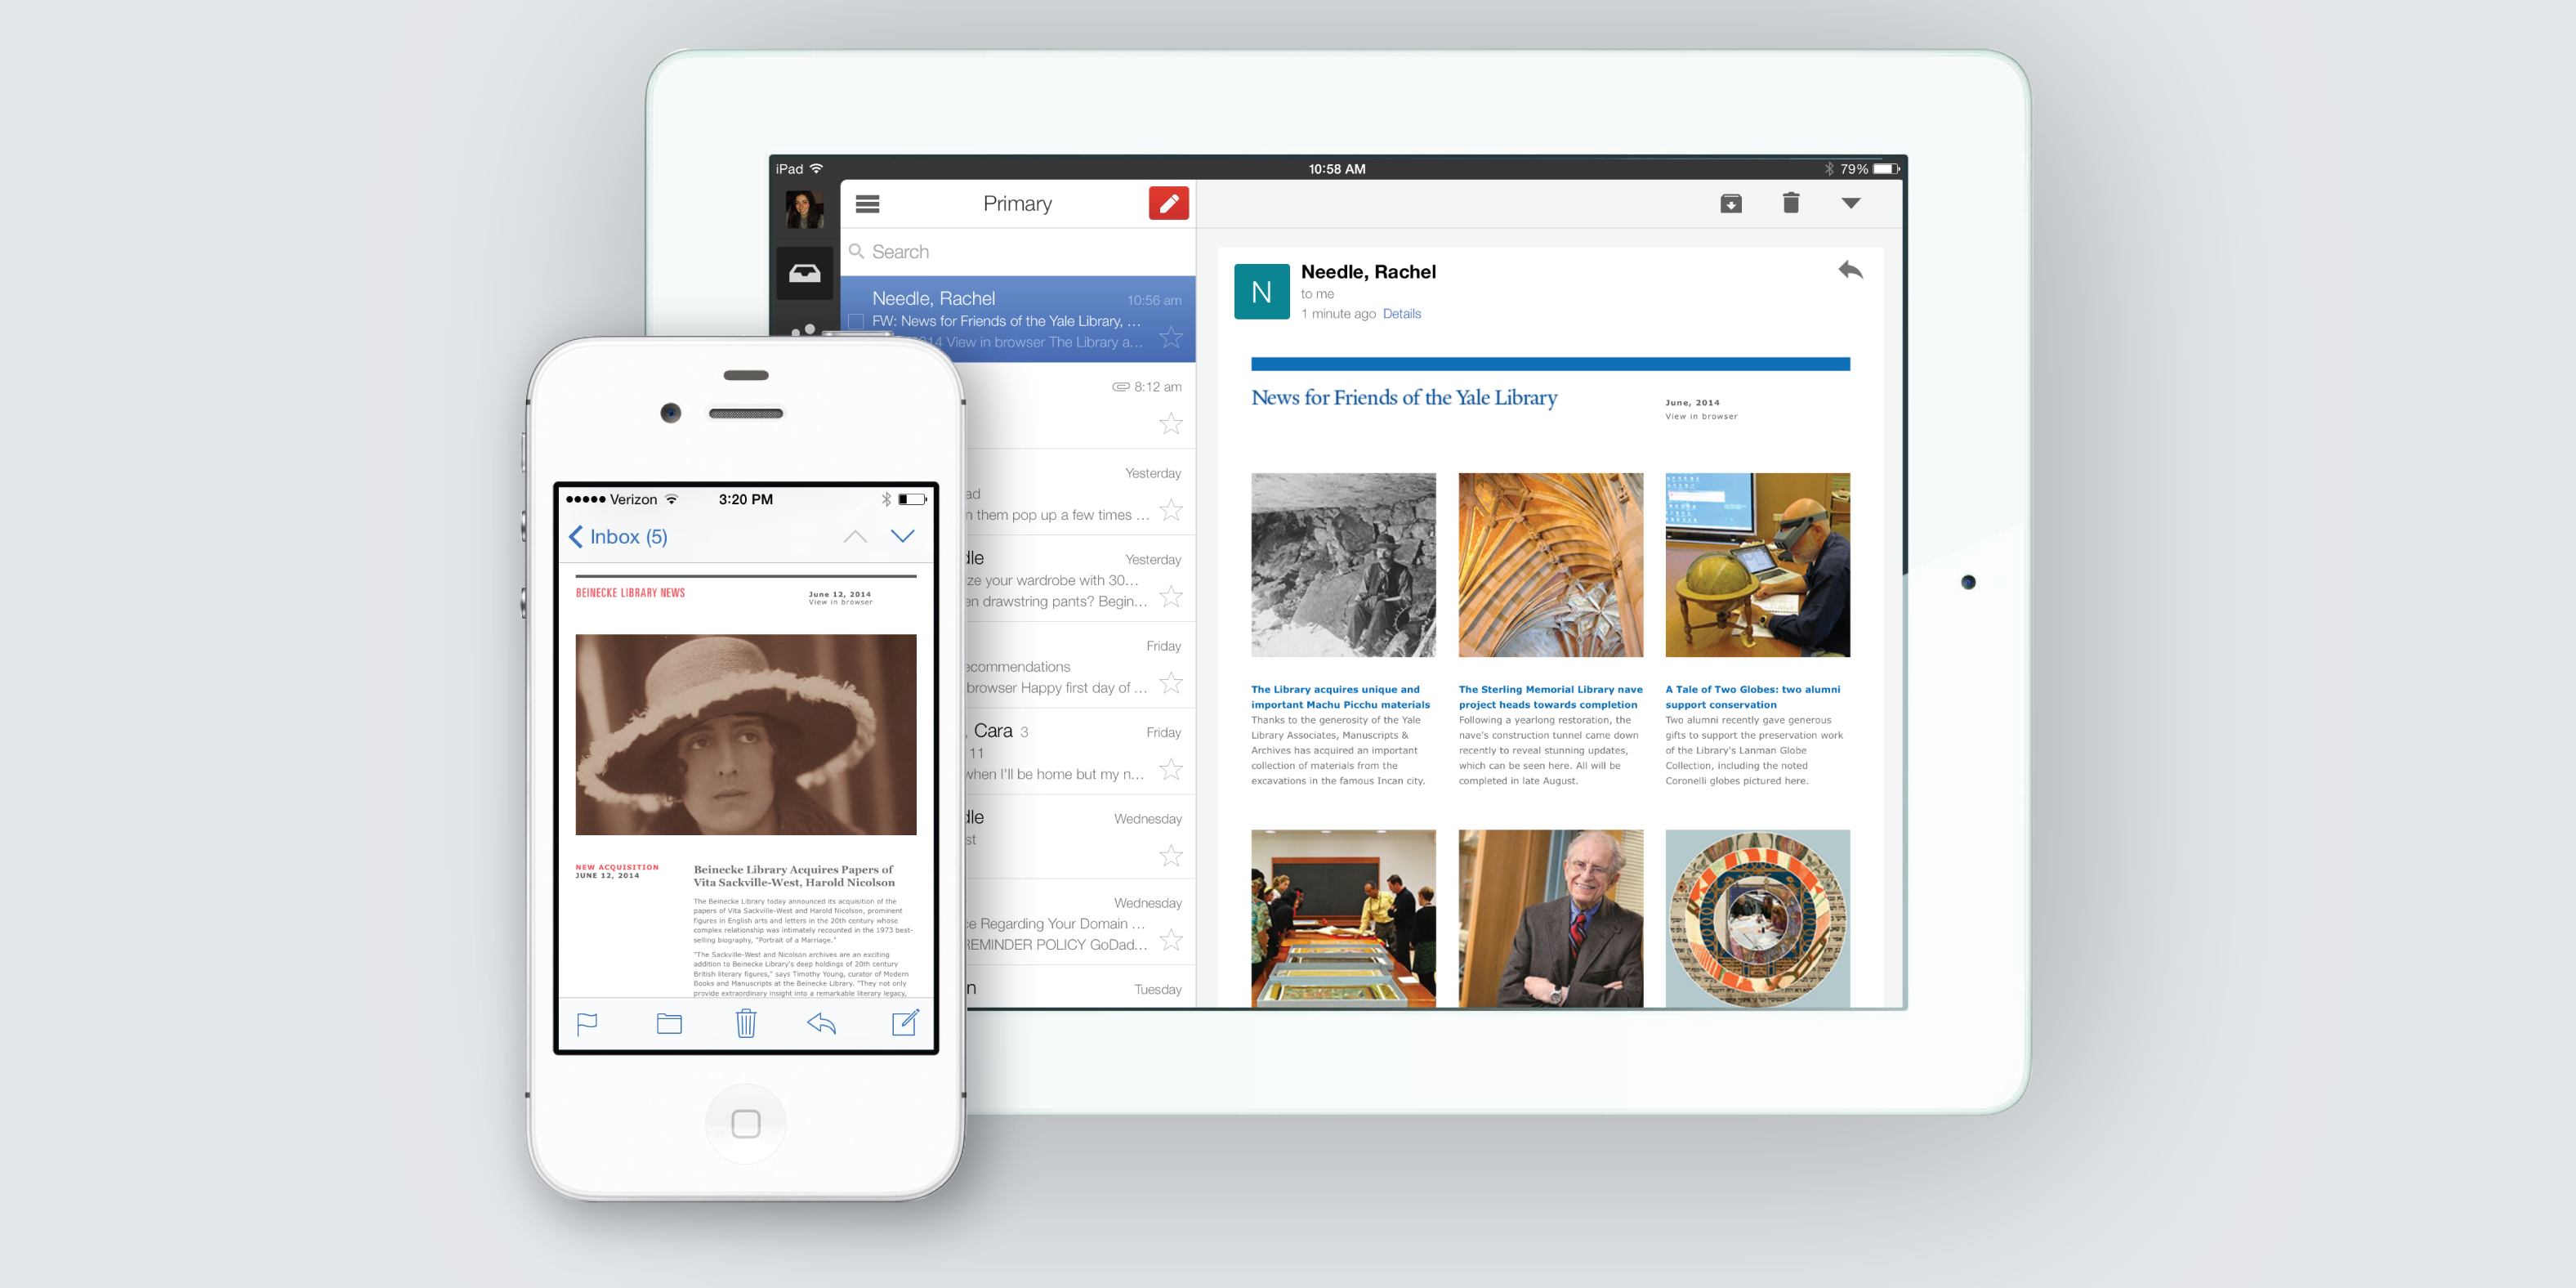 iPad
10:58 AM
79%
Primary
Search
Needle, Rachel
10:56 am
FW: News for Friends of the Yale Library, ...
14 View in browser The Library a...
8:12 am
Yesterday
ad
n them pop up a few times ...
dle
Yesterday
ze your wardrobe with 30...
en drawstring pants? Begin...
Friday
ecommendations
browser Happy first day of ...
, Cara 3
Friday
11
when I'll be home but my n...
dle
Wednesday
st
Wednesday
ce Regarding Your Domain ...
REMINDER POLICY GoDad...
n
Tuesday
N
Needle, Rachel
to me
1 minute ago Details
News for Friends of the Yale Library
June, 2014
View in browser
The Library acquires unique and
important Machu Picchu materials
Thanks to the generosity of the Yale
Library Associates, Manuscripts &
Archives has acquired an important
collection of materials from the
excavations in the famous Incan city.
The Sterling Memorial Library nave
project heads towards completion
Following a yearlong restoration, the
nave's construction tunnel came down
recently to reveal stunning updates,
which can be seen here. All will be
completed in late August.
A Tale of Two Globes: two alumni
support conservation
Two alumni recently gave generous
gifts to support the preservation work
of the Library's Lanman Globe
Collection, including the noted
Coronelli globes pictured here.
Verizon
3:20 PM
Inbox (5)
BEINECKE LIBRARY NEWS
June 12, 2014
View in browser
NEW ACQUISITION
JUNE 12, 2014
Beinecke Library Acquires Papers of
Vita Sackville-West, Harold Nicolson
The Beinecke Library today announced its acquisition of the
papers of Vita Sackville-West and Harold Nicolson, prominent
figures in English arts and letters in the 20th century whose
complex relationship was intimately recounted in the 1973 best-
selling biography, "Portrait of a Marriage."
"The Sackville-West and Nicolson archives are an exciting
addition to Beinecke Library's deep holdings of 20th century
British literary figures," says Timothy Young, curator of Modern
Books and Manuscripts at the Beinecke Library. "They not only
provide extraordinary insight into a remarkable literary legacy,